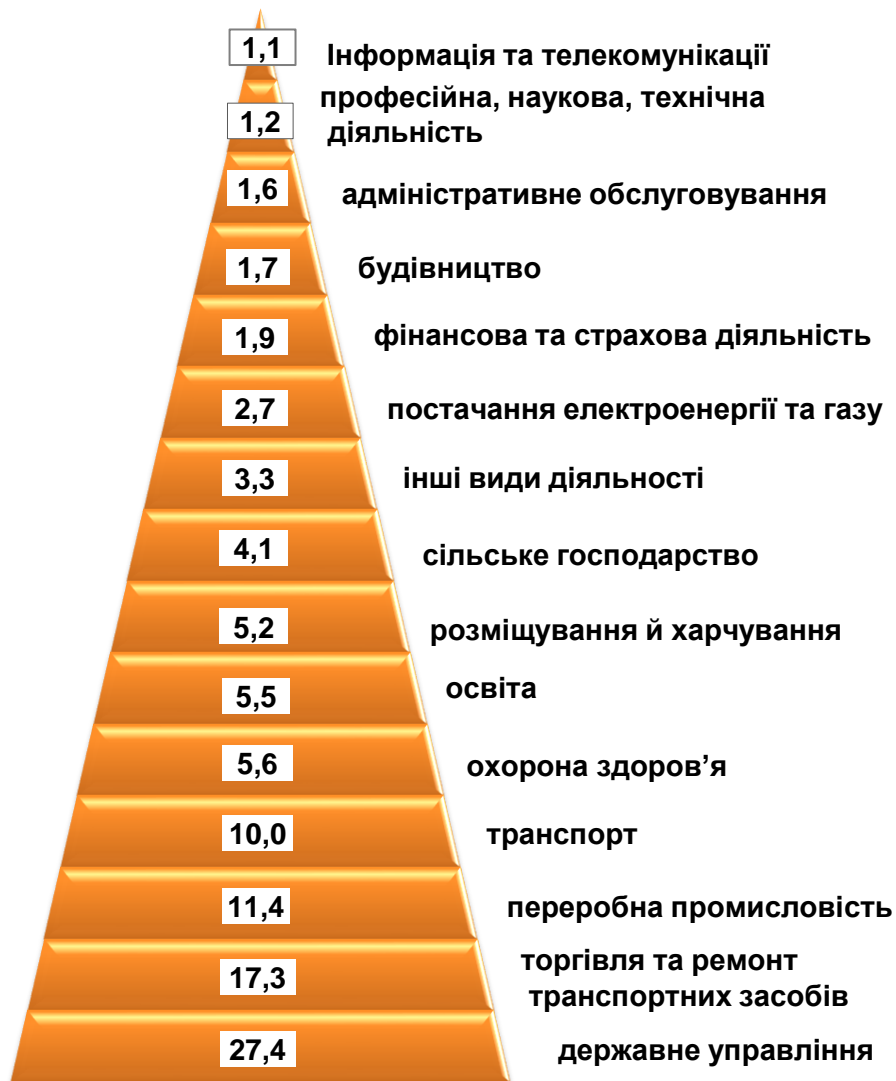 1,1 Інформація та телекомунікації
професійна, наукова, технічна
1,2 діяльність
1,6 адміністративне обслуговування
1,7 будівництво
1,9 фінансова та страхова діяльність
2,7 постачання електроенергії та газу
3,3 інші види діяльності
4,1 сільське господарство
5,2 розміщування й харчування
5,5 освіта
5,6 охорона здоров’я
10,0 транспорт
11,4 переробна промисловість
торгівля та ремонт
17,3 транспортних засобів
27,4 державне управління